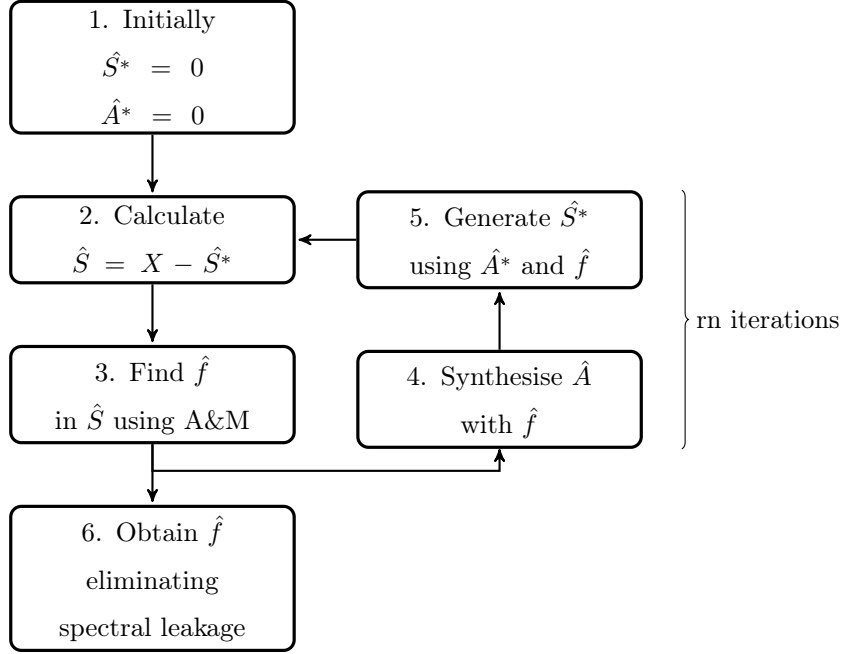 1. Initially
Ŝ* = 0
Â* = 0
2. Calculate
Ŝ = X − Ŝ*
3. Find f̂
in Ŝ using A&M
6. Obtain f̂
eliminating
spectral leakage
5. Generate Ŝ*
using Â* and f̂
4. Synthesise Â
with f̂
rn iterations